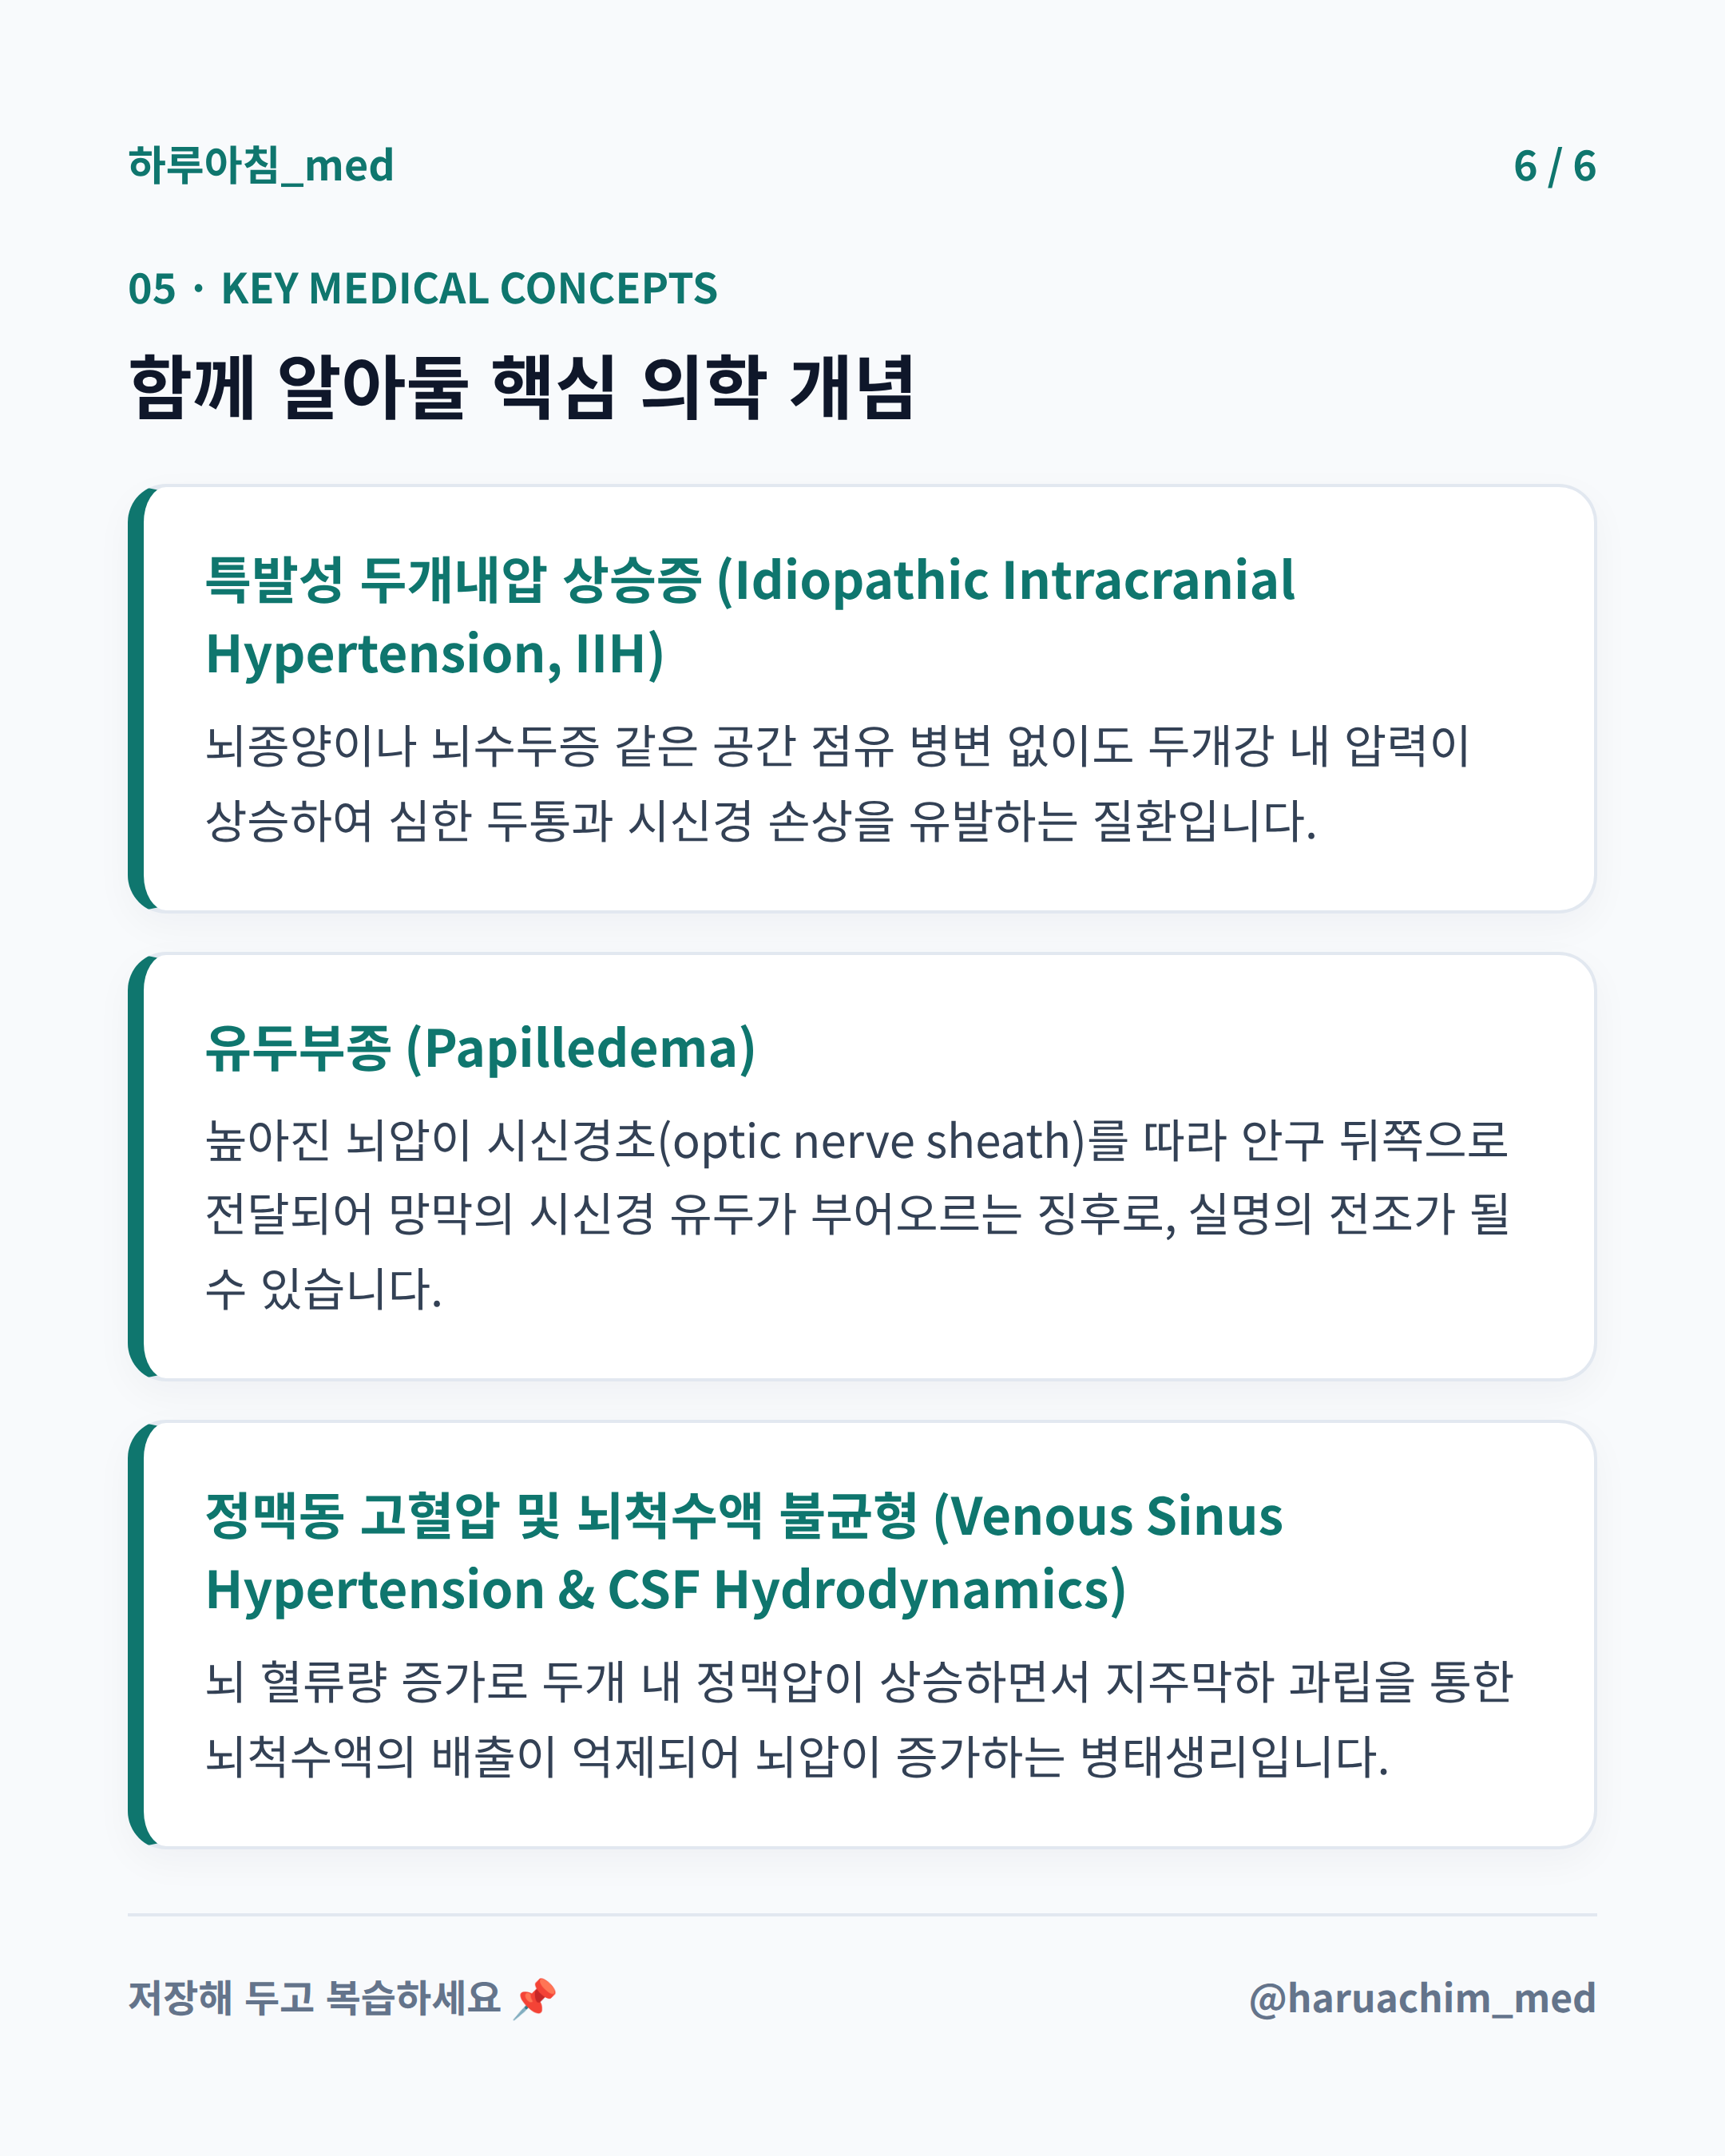 하루아침_med
6 / 6
05 · KEY MEDICAL CONCEPTS
함께 알아둘 핵심 의학 개념
특발성 두개내압 상승증 (Idiopathic Intracranial
Hypertension, IIH)
뇌종양이나 뇌수두증 같은 공간 점유 병변 없이도 두개강 내 압력이
상승하여 심한 두통과 시신경 손상을 유발하는 질환입니다.
유두부종 (Papilledema)
높아진 뇌압이 시신경초(optic nerve sheath)를 따라 안구 뒤쪽으로
전달되어 망막의 시신경 유두가 부어오르는 징후로, 실명의 전조가 될
수 있습니다.
정맥동 고혈압 및 뇌척수액 불균형 (Venous Sinus
Hypertension & CSF Hydrodynamics)
뇌 혈류량 증가로 두개 내 정맥압이 상승하면서 지주막하 과립을 통한
뇌척수액의 배출이 억제되어 뇌압이 증가하는 병태생리입니다.
저장해 두고 복습하세요 📌
@haruachim_med